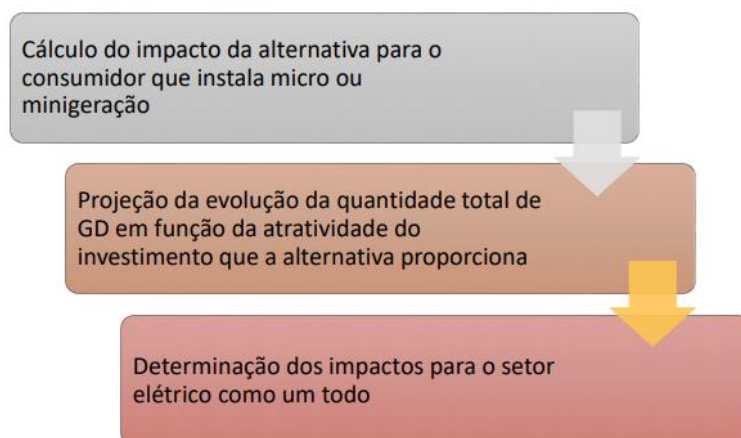 Cálculo do impacto da alternativa para o
consumidor que instala micro ou
minigeração
Projeção da evolução da quantidade total de
GD em função da atratividade do
investimento que a alternativa proporciona
Determinação dos impactos para o setor
elétrico como um todo